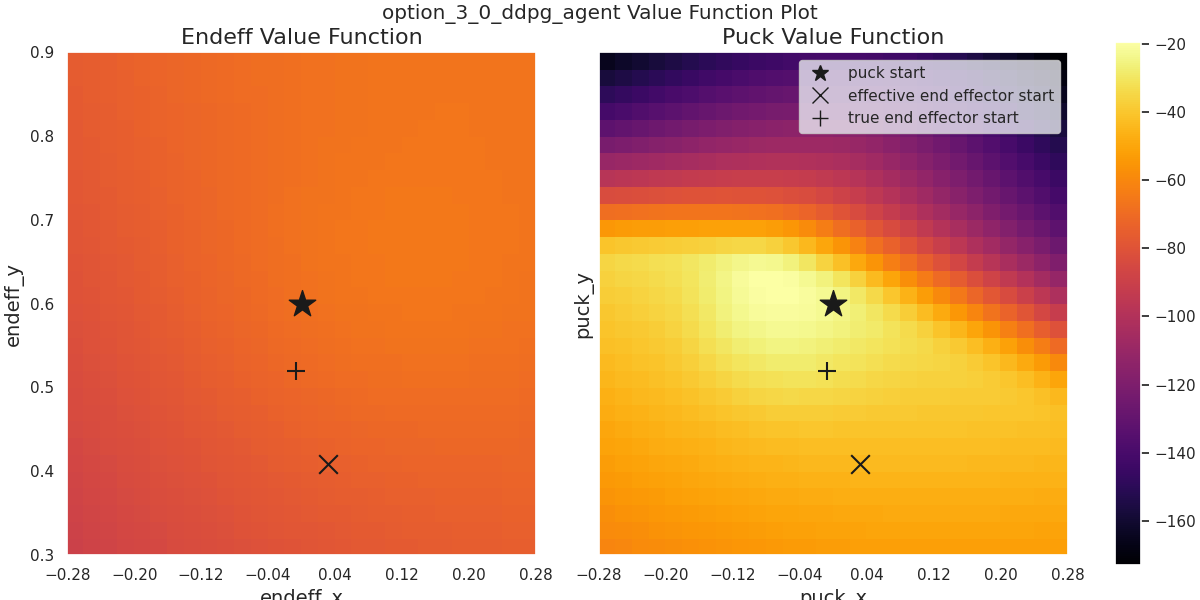 option_3_0_ddpg_agent Value Function Plot
Endeff Value Function
Puck Value Function
endeff_y
0.9
0.8
0.7
0.6
0.5
0.4
0.3
−0.28 −0.20 −0.12 −0.04 0.04 0.12 0.20 0.28
endeff_x
puck_y
puck start
effective end effector start
true end effector start
−0.28 −0.20 −0.12 −0.04 0.04 0.12 0.20 0.28
puck_x
−20
−40
−60
−80
−100
−120
−140
−160